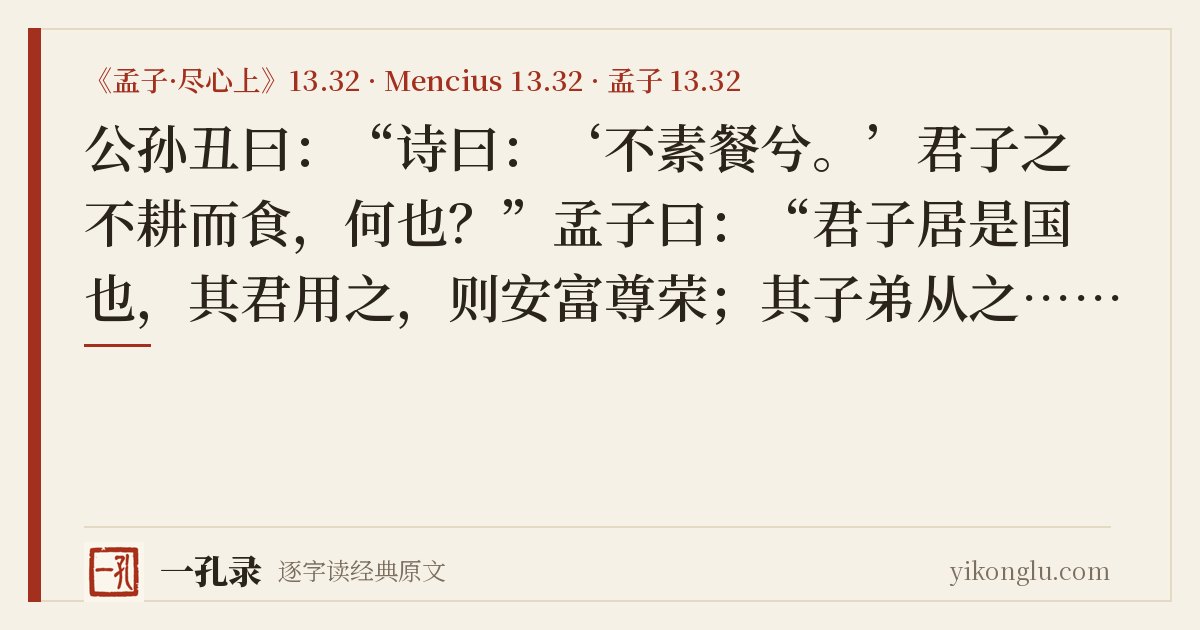 《孟子·尽心上》13.32 · Mencius 13.32 · 孟子 13.32
公孙丑曰：“诗曰：‘不素餐兮。’君子之
不耕而食，何也？”孟子曰：“君子居是国
也，其君用之，则安富尊荣；其子弟从之……
一孔 一孔录 逐字读经典原文 yikonglu.com